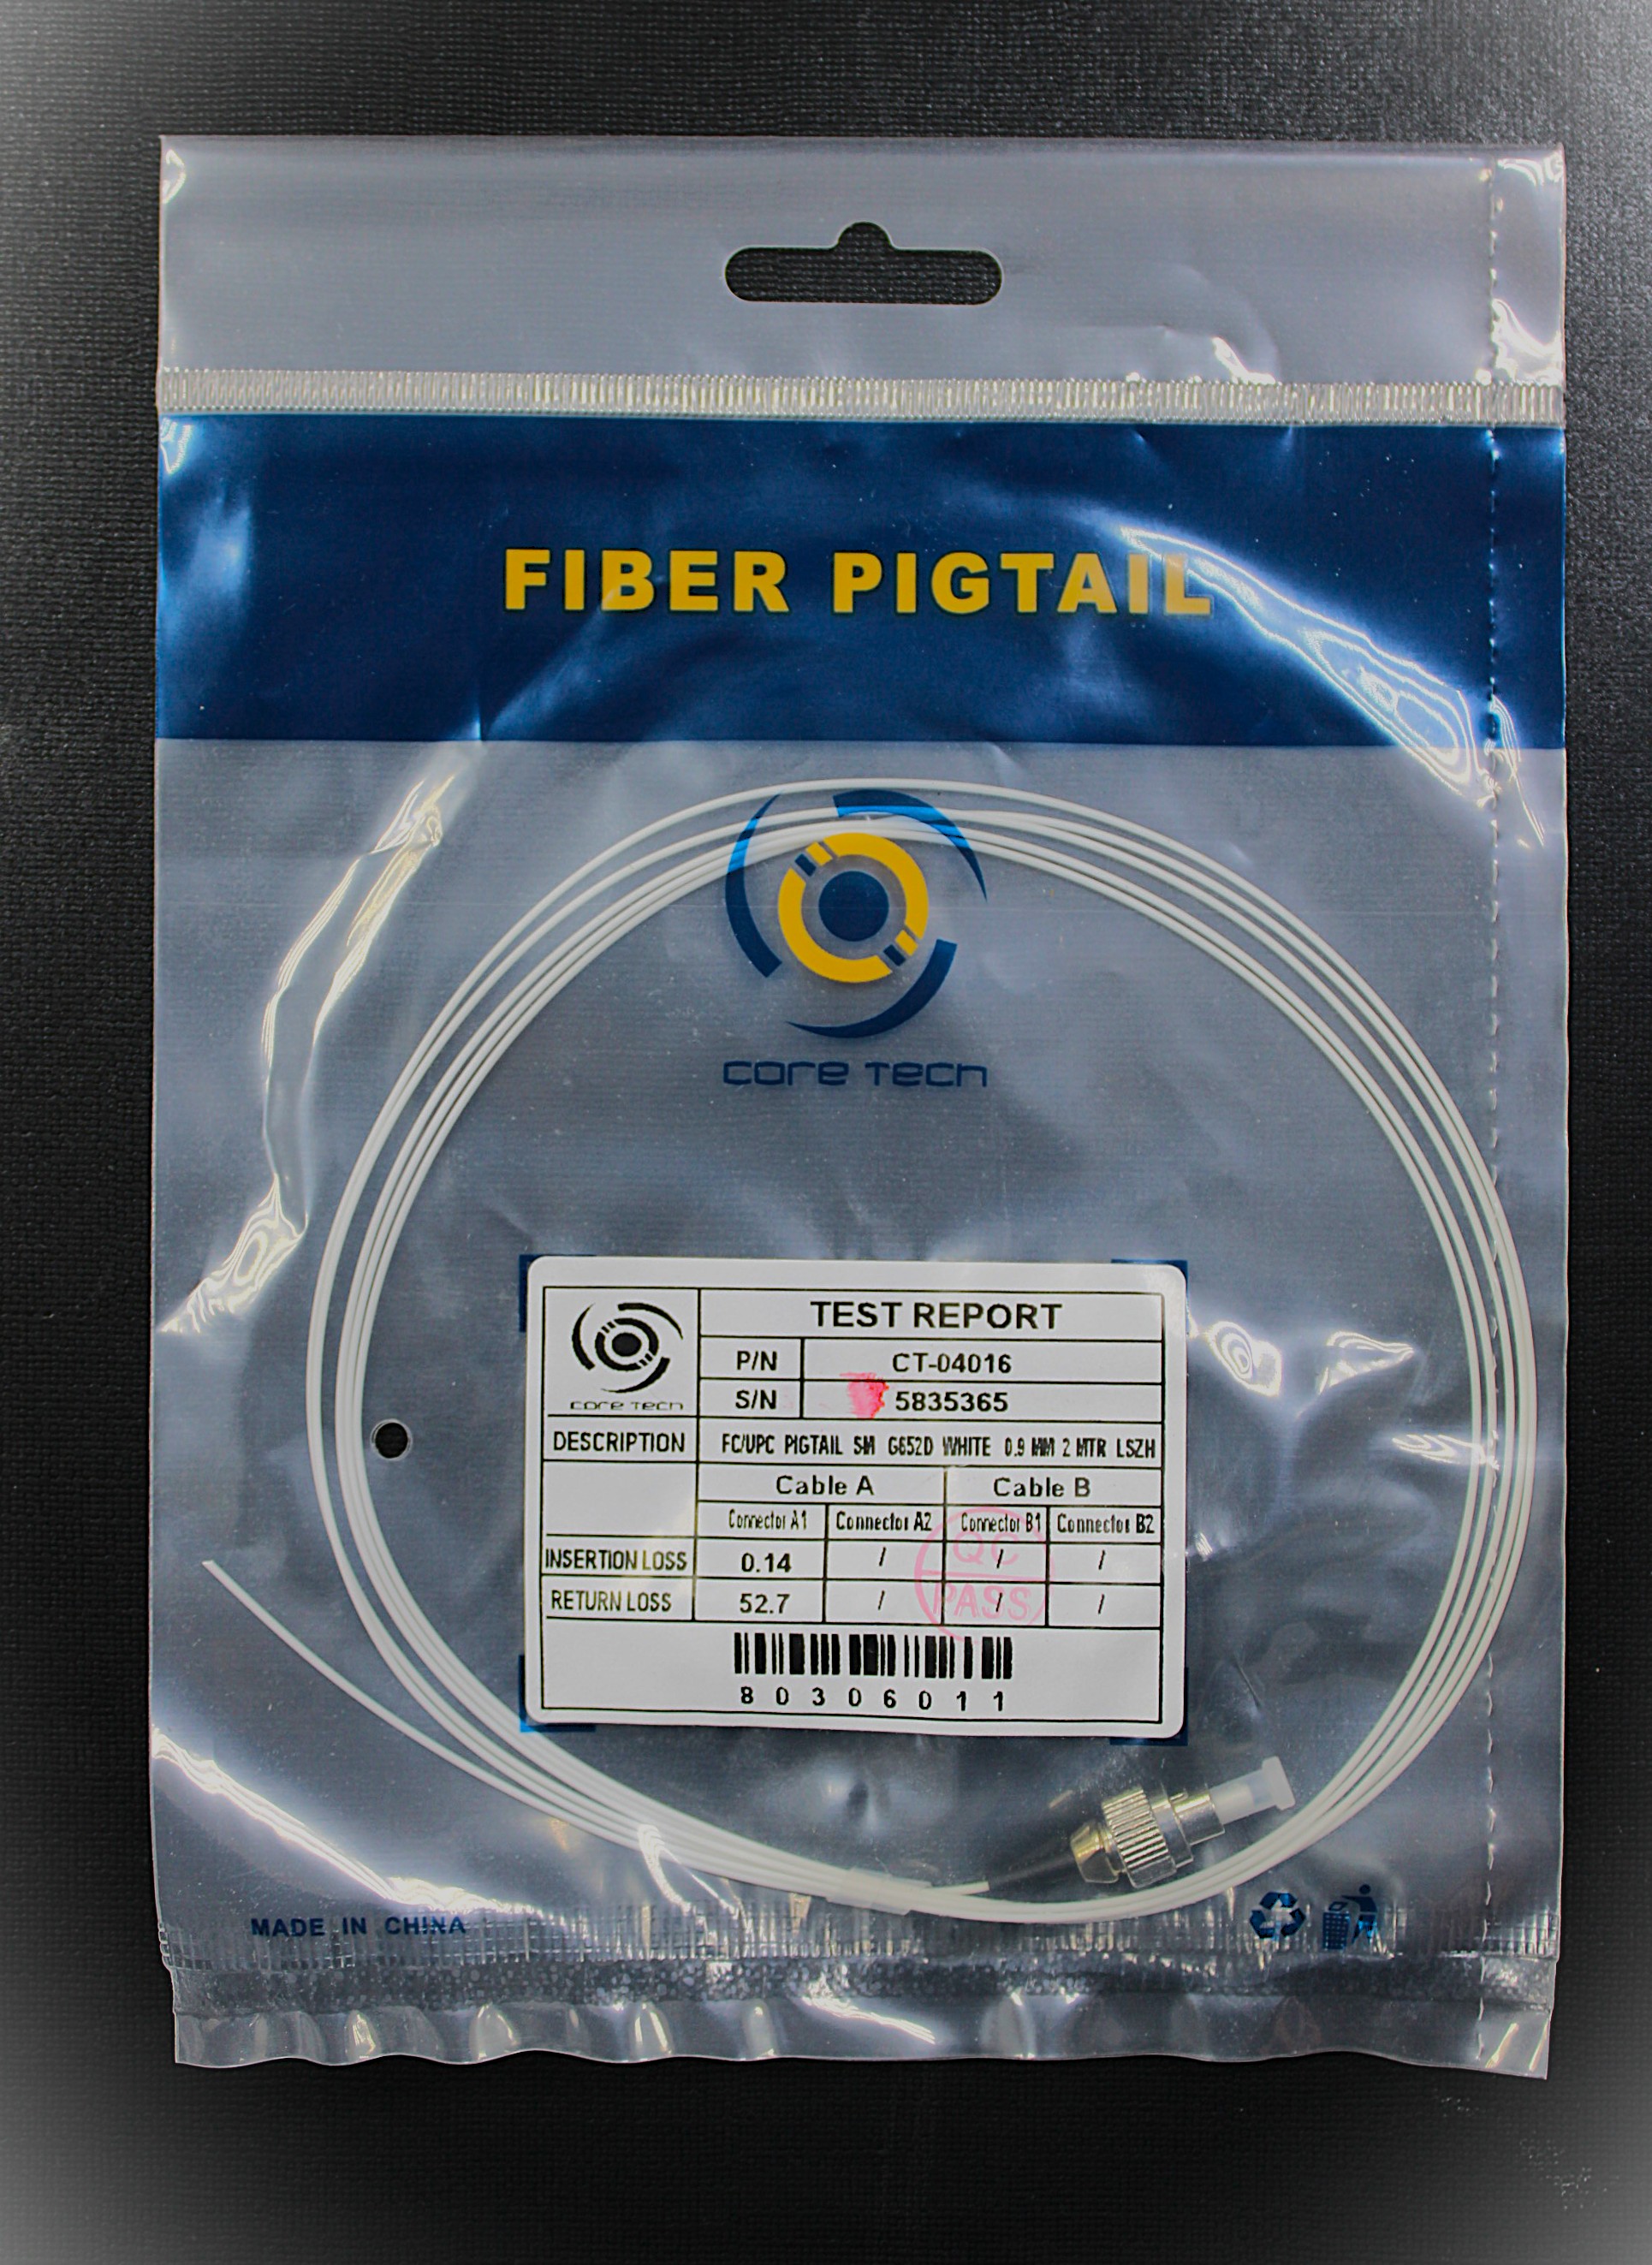 FIBER PIGTAIL
core tech
core tech
TEST REPORT
P/N CT-04016
S/N 5835365
DESCRIPTION FC/UPC PIGTAIL SM G652D WHITE 0.9 MM 2 MTR LSZH
Cable A Cable B
Connector A1 Connector A2 Connector B1 Connector B2
INSERTION LOSS 0.14 / / /
RETURN LOSS 52.7 / / /
QC
PASS
80306011
MADE IN CHINA